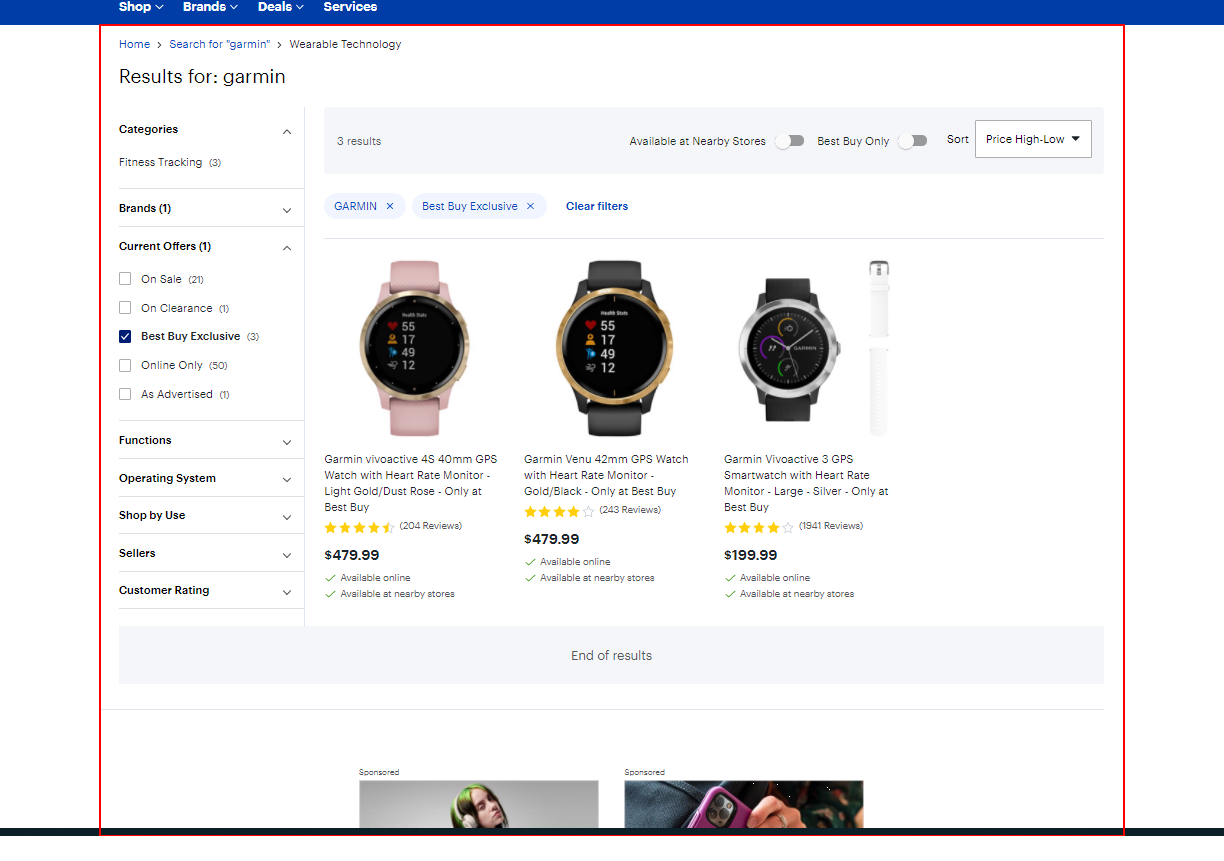 Shop Brands Deals Services
Home > Search for "garmin" > Wearable Technology
Results for: garmin
Categories
Fitness Tracking (3)
Brands (1)
Current Offers (1)
On Sale (21)
On Clearance (1)
Best Buy Exclusive (3)
Online Only (50)
As Advertised (1)
Functions
Operating System
Shop by Use
Sellers
Customer Rating
3 results
Available at Nearby Stores
Best Buy Only
Sort
Price High-Low
GARMIN ×
Best Buy Exclusive ×
Clear filters
Health Stats
55
17
49
12
Garmin vivoactive 4S 40mm GPS
Watch with Heart Rate Monitor -
Light Gold/Dust Rose - Only at
Best Buy
(204 Reviews)
$479.99
Available online
Available at nearby stores
Health Stats
55
17
49
12
Garmin Venu 42mm GPS Watch
with Heart Rate Monitor -
Gold/Black - Only at Best Buy
(243 Reviews)
$479.99
Available online
Available at nearby stores
GARMIN
Garmin Vivoactive 3 GPS
Smartwatch with Heart Rate
Monitor - Large - Silver - Only at
Best Buy
(1941 Reviews)
$199.99
Available online
Available at nearby stores
End of results
Sponsored
Sponsored